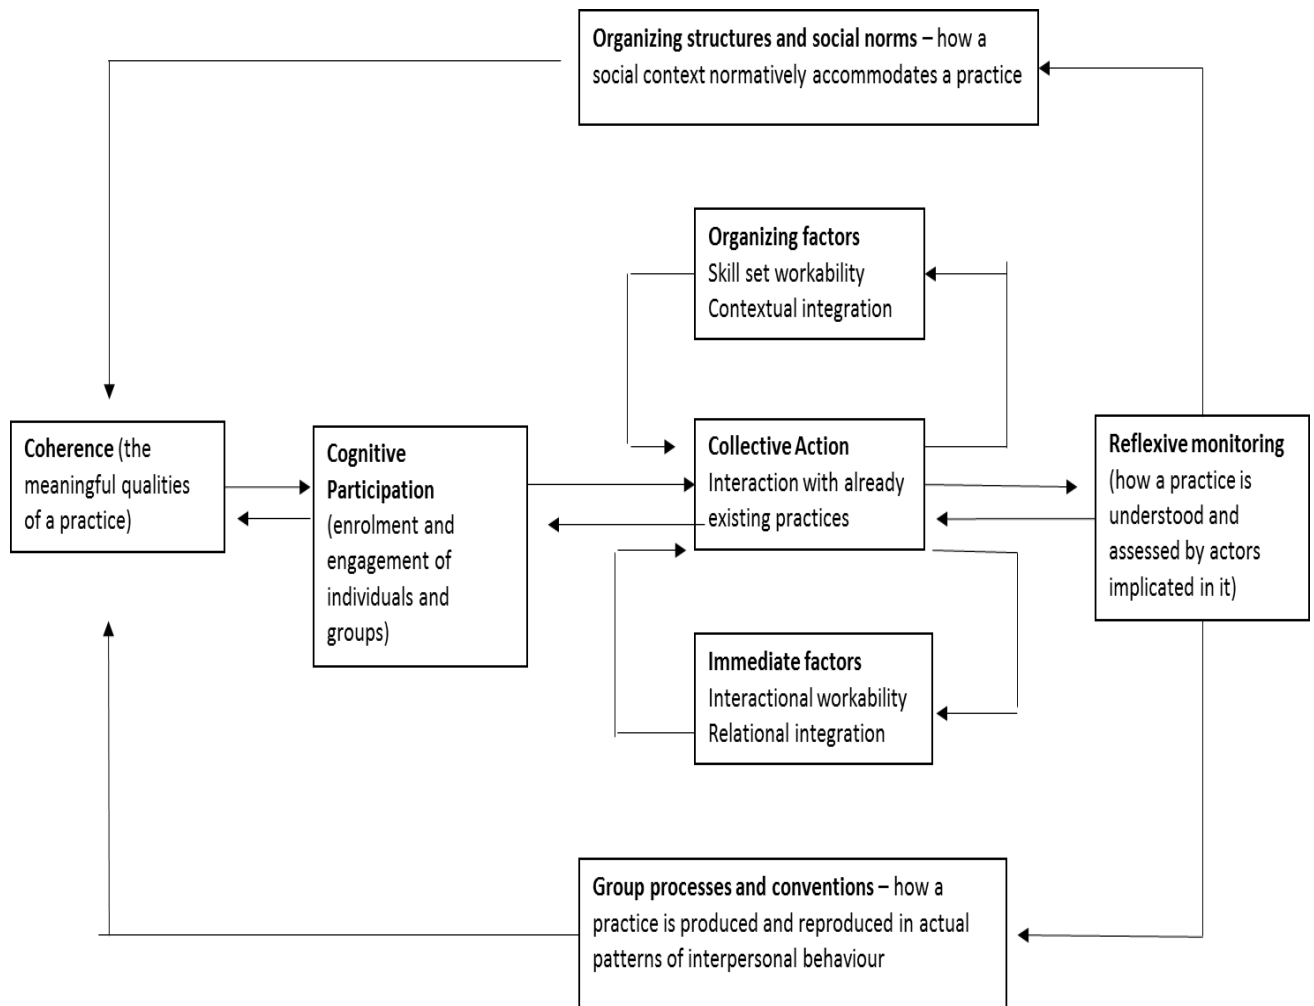 Organizing structures and social norms – how a
social context normatively accommodates a practice
Organizing factors
Skill set workability
Contextual integration
Coherence (the
meaningful qualities
of a practice)
Cognitive
Participation
(enrolment and
engagement of
individuals and
groups)
Collective Action
Interaction with already
existing practices
Reflexive monitoring
(how a practice is
understood and
assessed by actors
implicated in it)
Immediate factors
Interactional workability
Relational integration
Group processes and conventions – how a
practice is produced and reproduced in actual
patterns of interpersonal behaviour